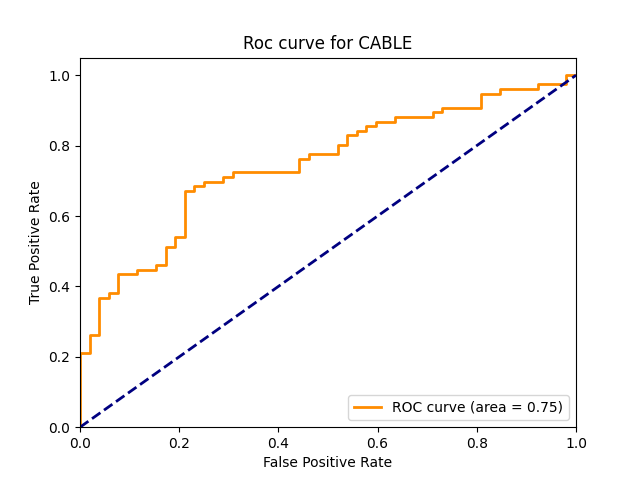 Roc curve for CABLE
True Positive Rate
1.0
0.8
0.6
0.4
0.2
0.0
0.0 0.2 0.4 0.6 0.8 1.0
False Positive Rate
ROC curve (area = 0.75)